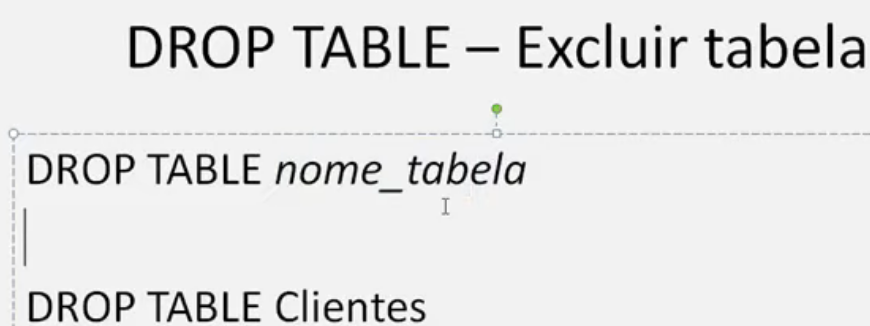 DROP TABLE – Excluir tabela
DROP TABLE nome_tabela
DROP TABLE Clientes